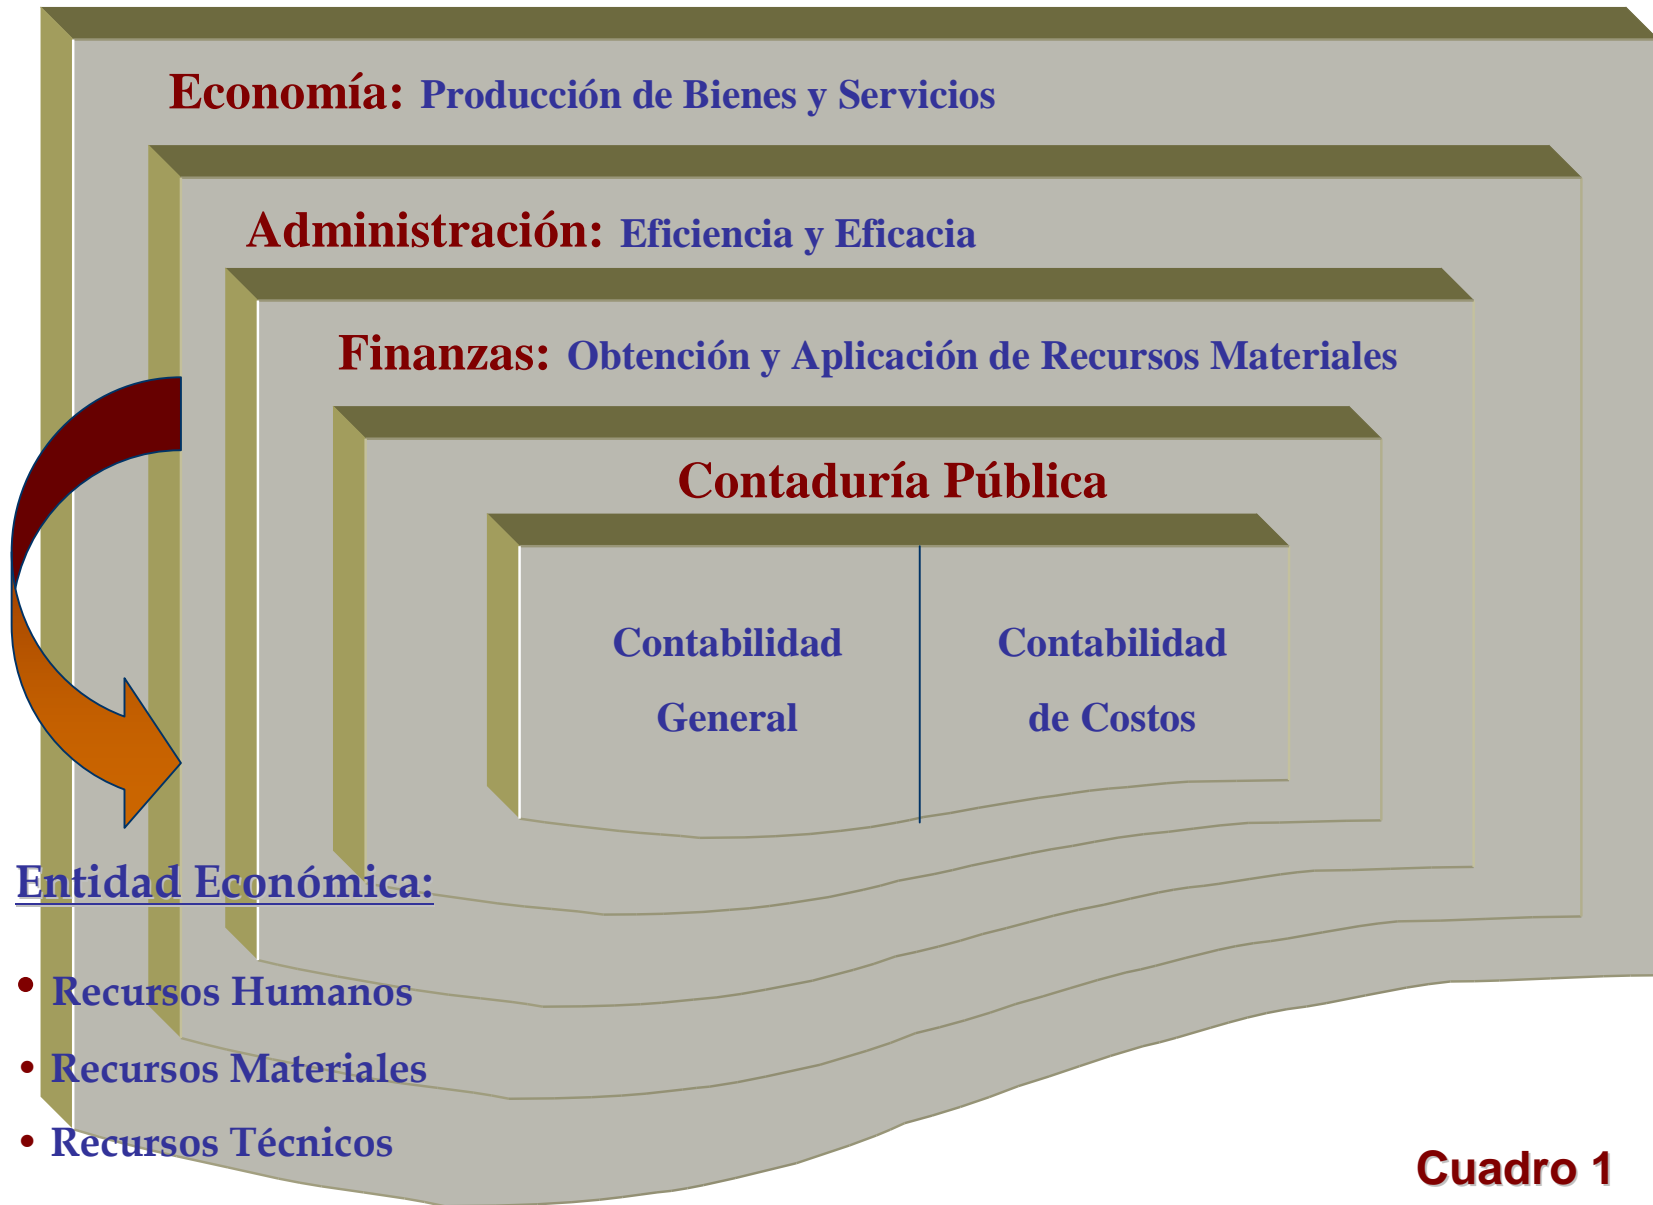 Economía: Producción de Bienes y Servicios
Administración: Eficiencia y Eficacia
Finanzas: Obtención y Aplicación de Recursos Materiales
Contaduría Pública
Contabilidad
General
Contabilidad
de Costos
Entidad Económica:
• Recursos Humanos
• Recursos Materiales
• Recursos Técnicos
Cuadro 1